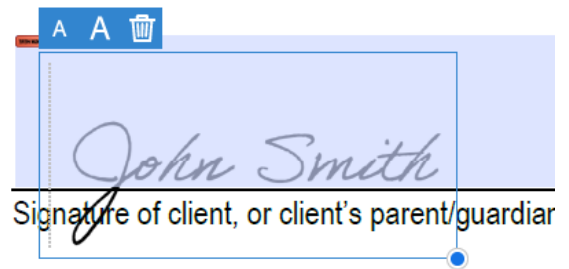 A A
John Smith
Signature of client, or client's parent/guardian